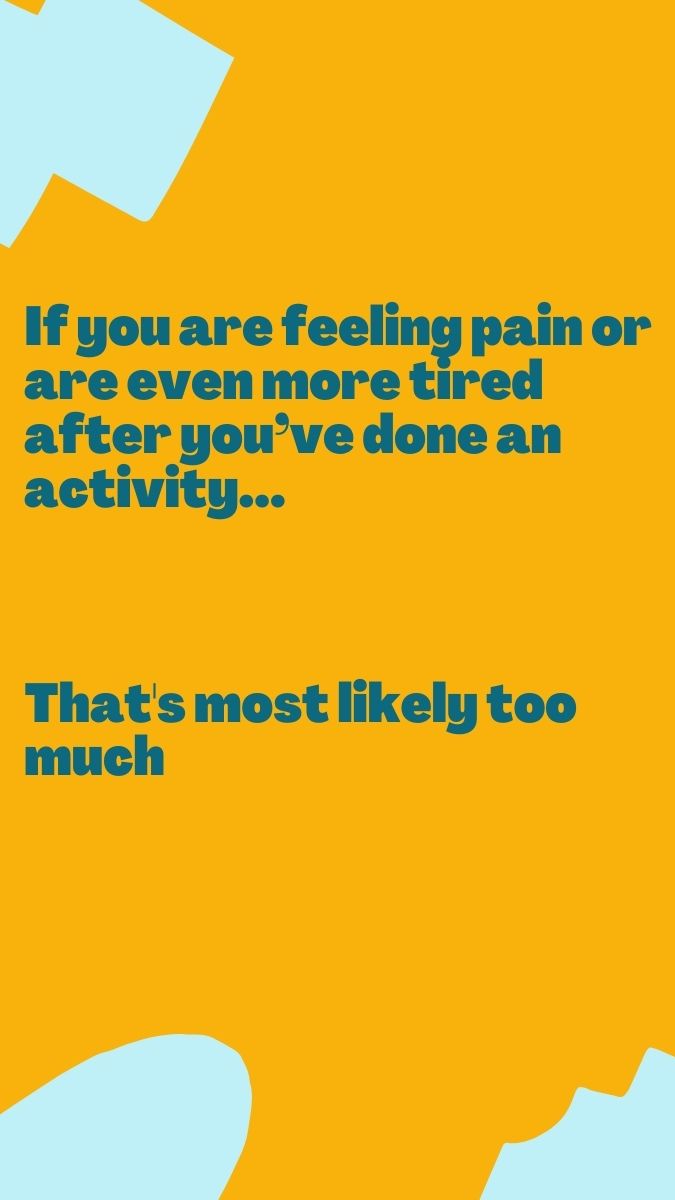 If you are feeling pain or
are even more tired
after you’ve done an
activity...
That's most likely too
much